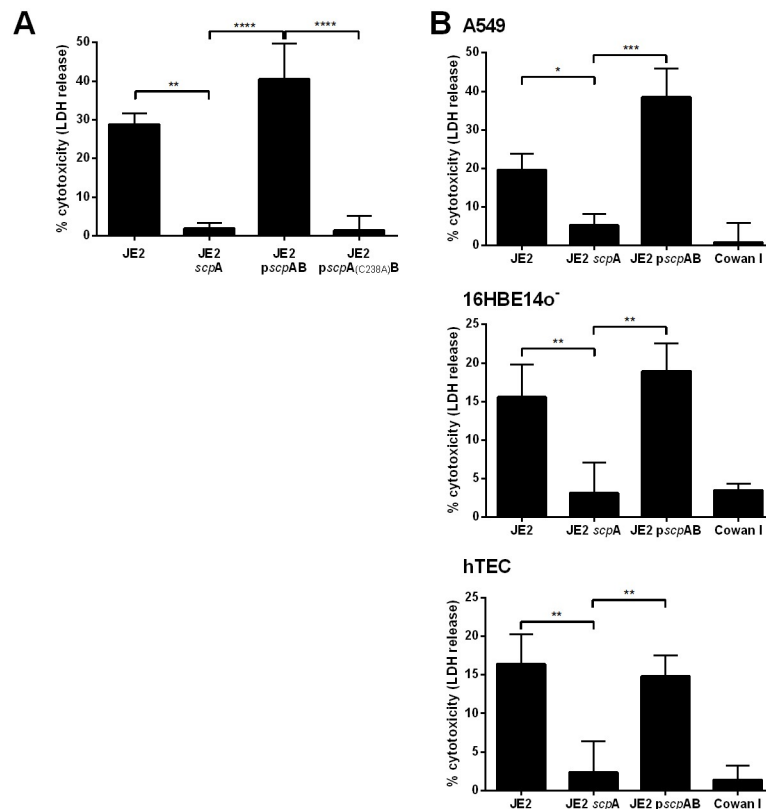 A
**
****
****
% cytotoxicity (LDH release)
50
40
30
20
10
0
JE2
JE2
scpA
JE2
pscpAB
JE2
pscpA(C238A)B
B
A549
*
***
% cytotoxicity (LDH release)
50
40
30
20
10
0
JE2
JE2 scpA
JE2 pscpAB
Cowan I
16HBE14o-
**
**
% cytotoxicity (LDH release)
25
20
15
10
5
0
JE2
JE2 scpA
JE2 pscpAB
Cowan I
hTEC
**
**
% cytotoxicity (LDH release)
25
20
15
10
5
0
JE2
JE2 scpA
JE2 pscpAB
Cowan I